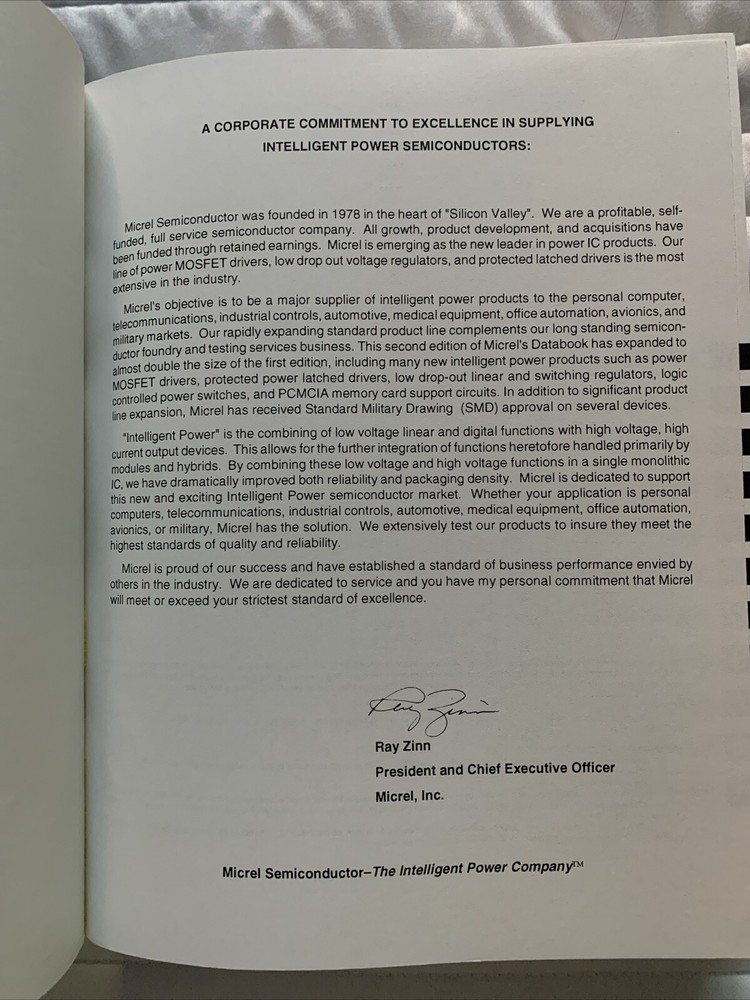 A CORPORATE COMMITMENT TO EXCELLENCE IN SUPPLYING
INTELLIGENT POWER SEMICONDUCTORS:
Micrel Semiconductor was founded in 1978 in the heart of "Silicon Valley". We are a profitable, self-
funded, full service semiconductor company. All growth, product development, and acquisitions have
been funded through retained earnings. Micrel is emerging as the new leader in power IC products. Our
line of power MOSFET drivers, low drop out voltage regulators, and protected latched drivers is the most
extensive in the industry.
Micrel's objective is to be a major supplier of intelligent power products to the personal computer,
telecommunications, industrial controls, automotive, medical equipment, office automation, avionics, and
military markets. Our rapidly expanding standard product line complements our long standing semicon-
ductor foundry and testing services business. This second edition of Micrel's Databook has expanded to
almost double the size of the first edition, including many new intelligent power products such as power
MOSFET drivers, protected power latched drivers, low drop-out linear and switching regulators, logic
controlled power switches, and PCMCIA memory card support circuits. In addition to significant product
line expansion, Micrel has received Standard Military Drawing (SMD) approval on several devices.
"Intelligent Power" is the combining of low voltage linear and digital functions with high voltage, high
current output devices. This allows for the further integration of functions heretofore handled primarily by
modules and hybrids. By combining these low voltage and high voltage functions in a single monolithic
IC, we have dramatically improved both reliability and packaging density. Micrel is dedicated to support
this new and exciting Intelligent Power semiconductor market. Whether your application is personal
computers, telecommunications, industrial controls, automotive, medical equipment, office automation,
avionics, or military, Micrel has the solution. We extensively test our products to insure they meet the
highest standards of quality and reliability.
Micrel is proud of our success and have established a standard of business performance envied by
others in the industry. We are dedicated to service and you have my personal commitment that Micrel
will meet or exceed your strictest standard of excellence.
Ray Zinn
Ray Zinn
President and Chief Executive Officer
Micrel, Inc.
Micrel Semiconductor–The Intelligent Power Company™